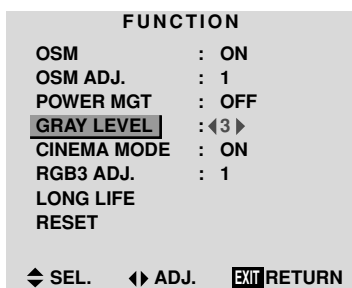 FUNCTION
OSM : ON
OSM ADJ. : 1
POWER MGT : OFF
GRAY LEVEL : 3
CINEMA MODE : ON
RGB3 ADJ. : 1
LONG LIFE
RESET
SEL. ADJ. EXIT RETURN